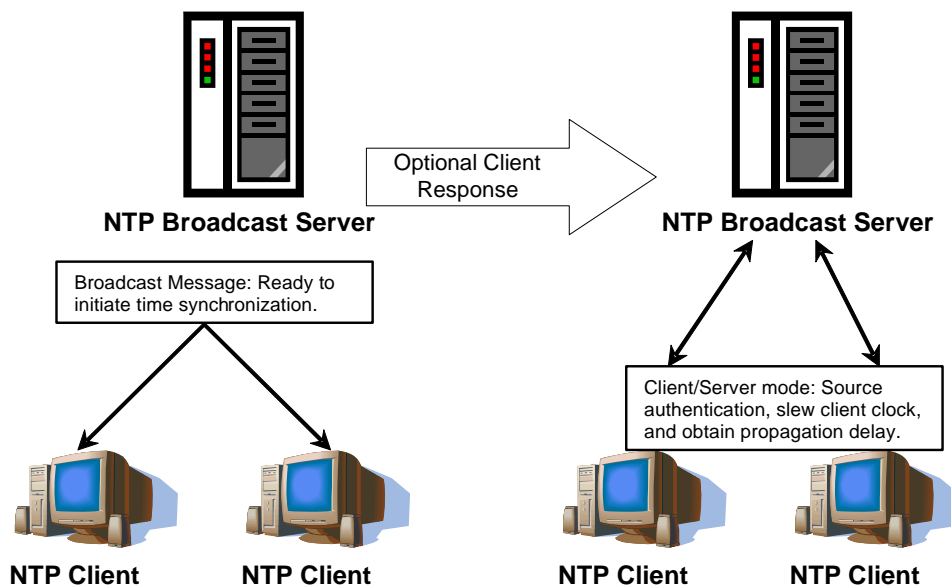 Optional Client
Response
NTP Broadcast Server
NTP Broadcast Server
Broadcast Message: Ready to
initiate time synchronization.
Client/Server mode: Source
authentication, slew client clock,
and obtain propagation delay.
NTP Client
NTP Client
NTP Client
NTP Client